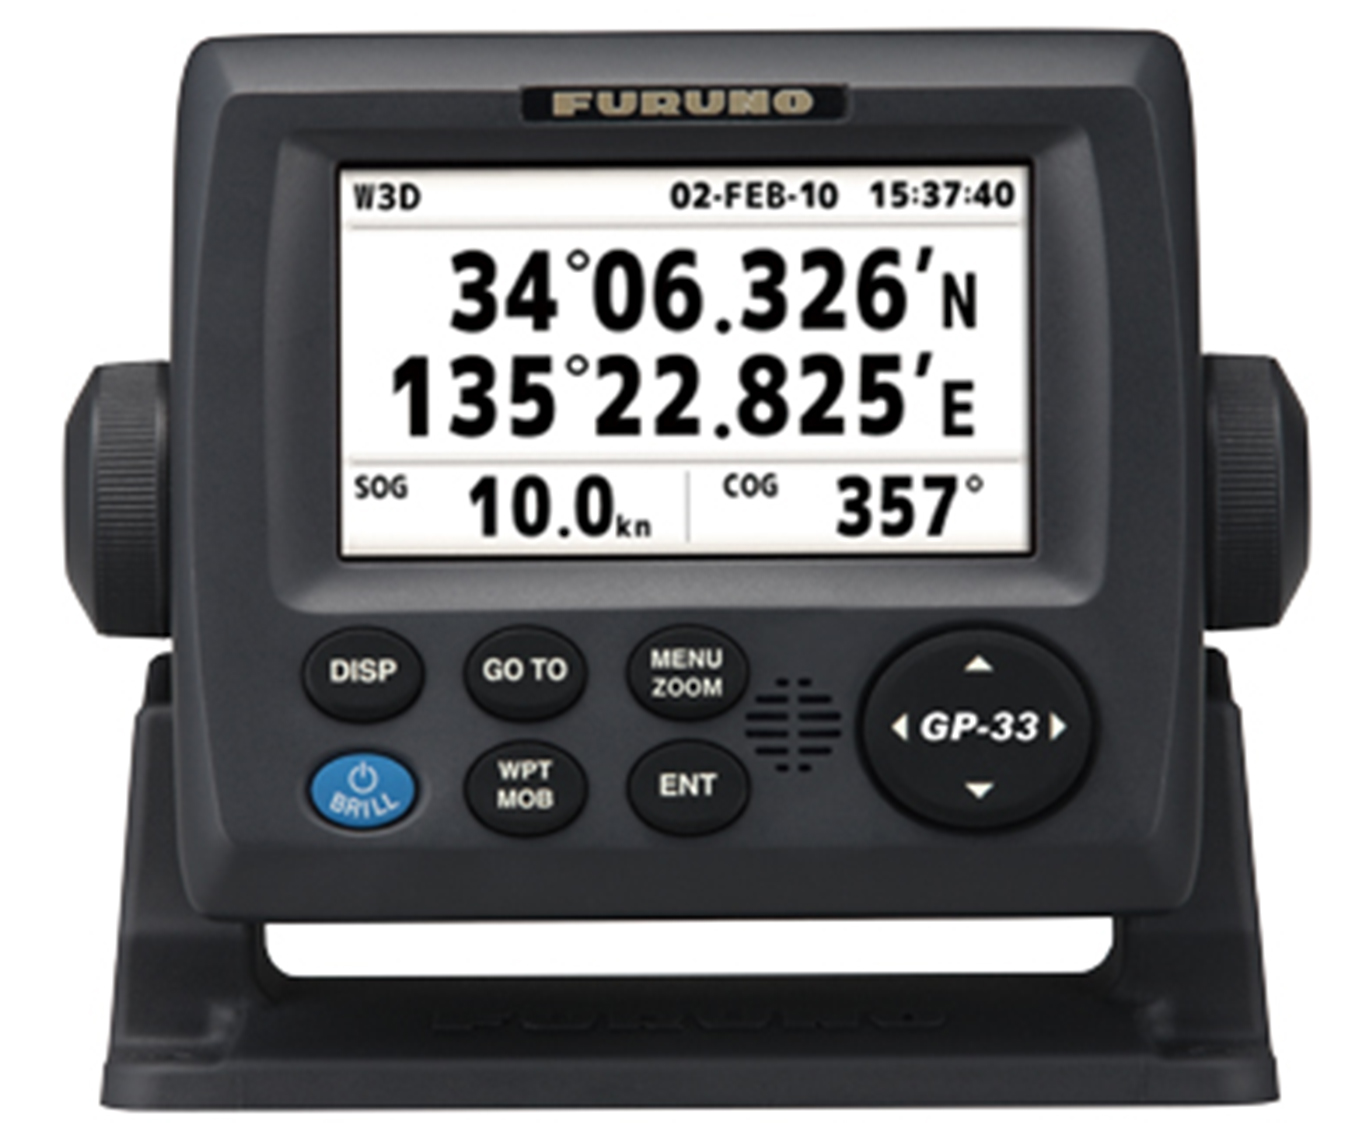 FURUNO
W3D 02-FEB-10 15:37:40
34°06.326'N
135°22.825'E
SOG 10.0kn COG 357°
DISP GO TO MENU ZOOM
GP-33
BRILL WPT MOB ENT
FURUNO